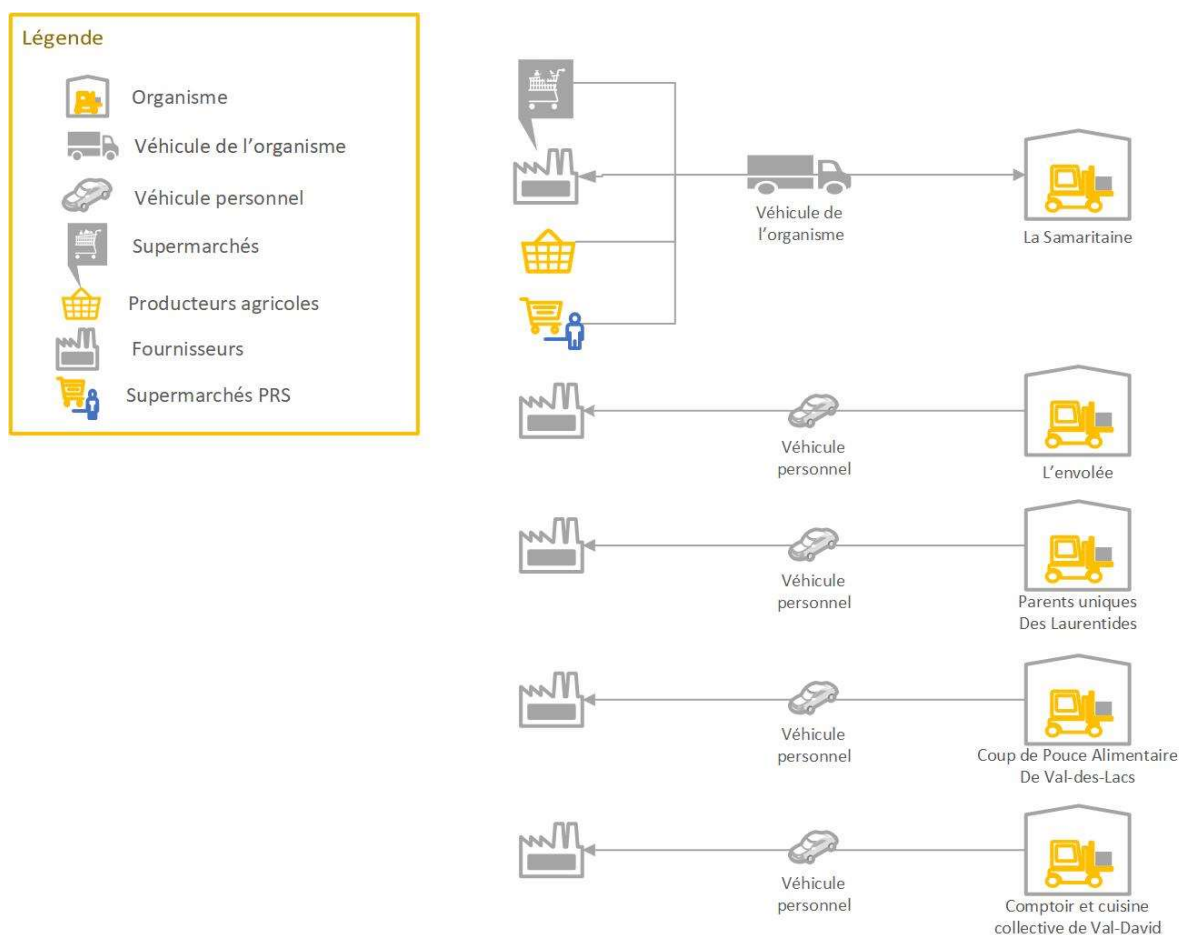 Légende
Organisme
Véhicule de l'organisme
Véhicule personnel
Supermarchés
Producteurs agricoles
Fournisseurs
Supermarchés PRS
Véhicule de
l'organisme
La Samaritaine
Véhicule
personnel
L'envolée
Véhicule
personnel
Parents uniques
Des Laurentides
Véhicule
personnel
Coup de Pouce Alimentaire
De Val-des-Lacs
Véhicule
personnel
Comptoir et cuisine
collective de Val-David